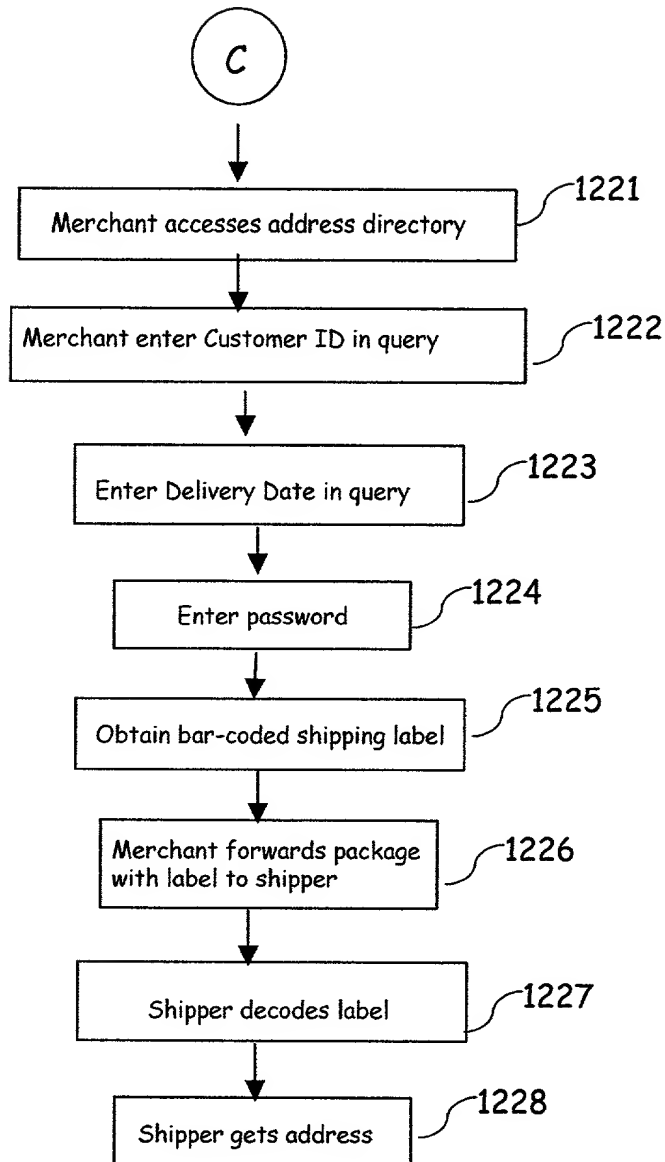 C
Merchant accesses address directory
1221
Merchant enter Customer ID in query
1222
Enter Delivery Date in query
1223
Enter password
1224
Obtain bar-coded shipping label
1225
Merchant forwards package
with label to shipper
1226
Shipper decodes label
1227
Shipper gets address
1228